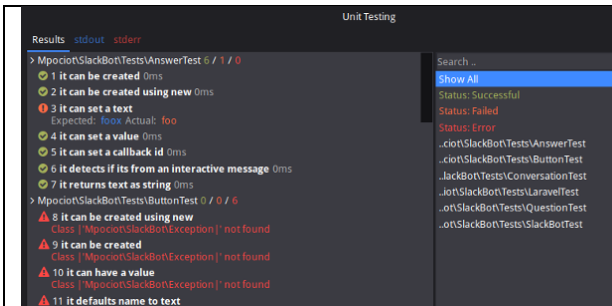 Unit Testing
Results stdout stderr
> Mpociot\SlackBot\Tests\AnswerTest 6 / 1 / 0
1 it can be created 0ms
2 it can be created using new 0ms
3 it can set a text
Expected: foox Actual: foo
4 it can set a value 0ms
5 it can set a callback id 0ms
6 it detects if its from an interactive message 0ms
7 it returns text as string 0ms
> Mpociot\SlackBot\Tests\ButtonTest 0 / 0 / 6
8 it can be created using new
Class |'Mpociot\SlackBot\Exception|' not found
9 it can be created
Class |'Mpociot\SlackBot\Exception|' not found
10 it can have a value
Class |'Mpociot\SlackBot\Exception|' not found
11 it defaults name to text
Search ..
Show All
Status: Successful
Status: Failed
Status: Error
..ciot\SlackBot\Tests\AnswerTest
..ciot\SlackBot\Tests\ButtonTest
..lackBot\Tests\ConversationTest
..iot\SlackBot\Tests\LaravelTest
..ot\SlackBot\Tests\QuestionTest
..ot\SlackBot\Tests\SlackBotTest